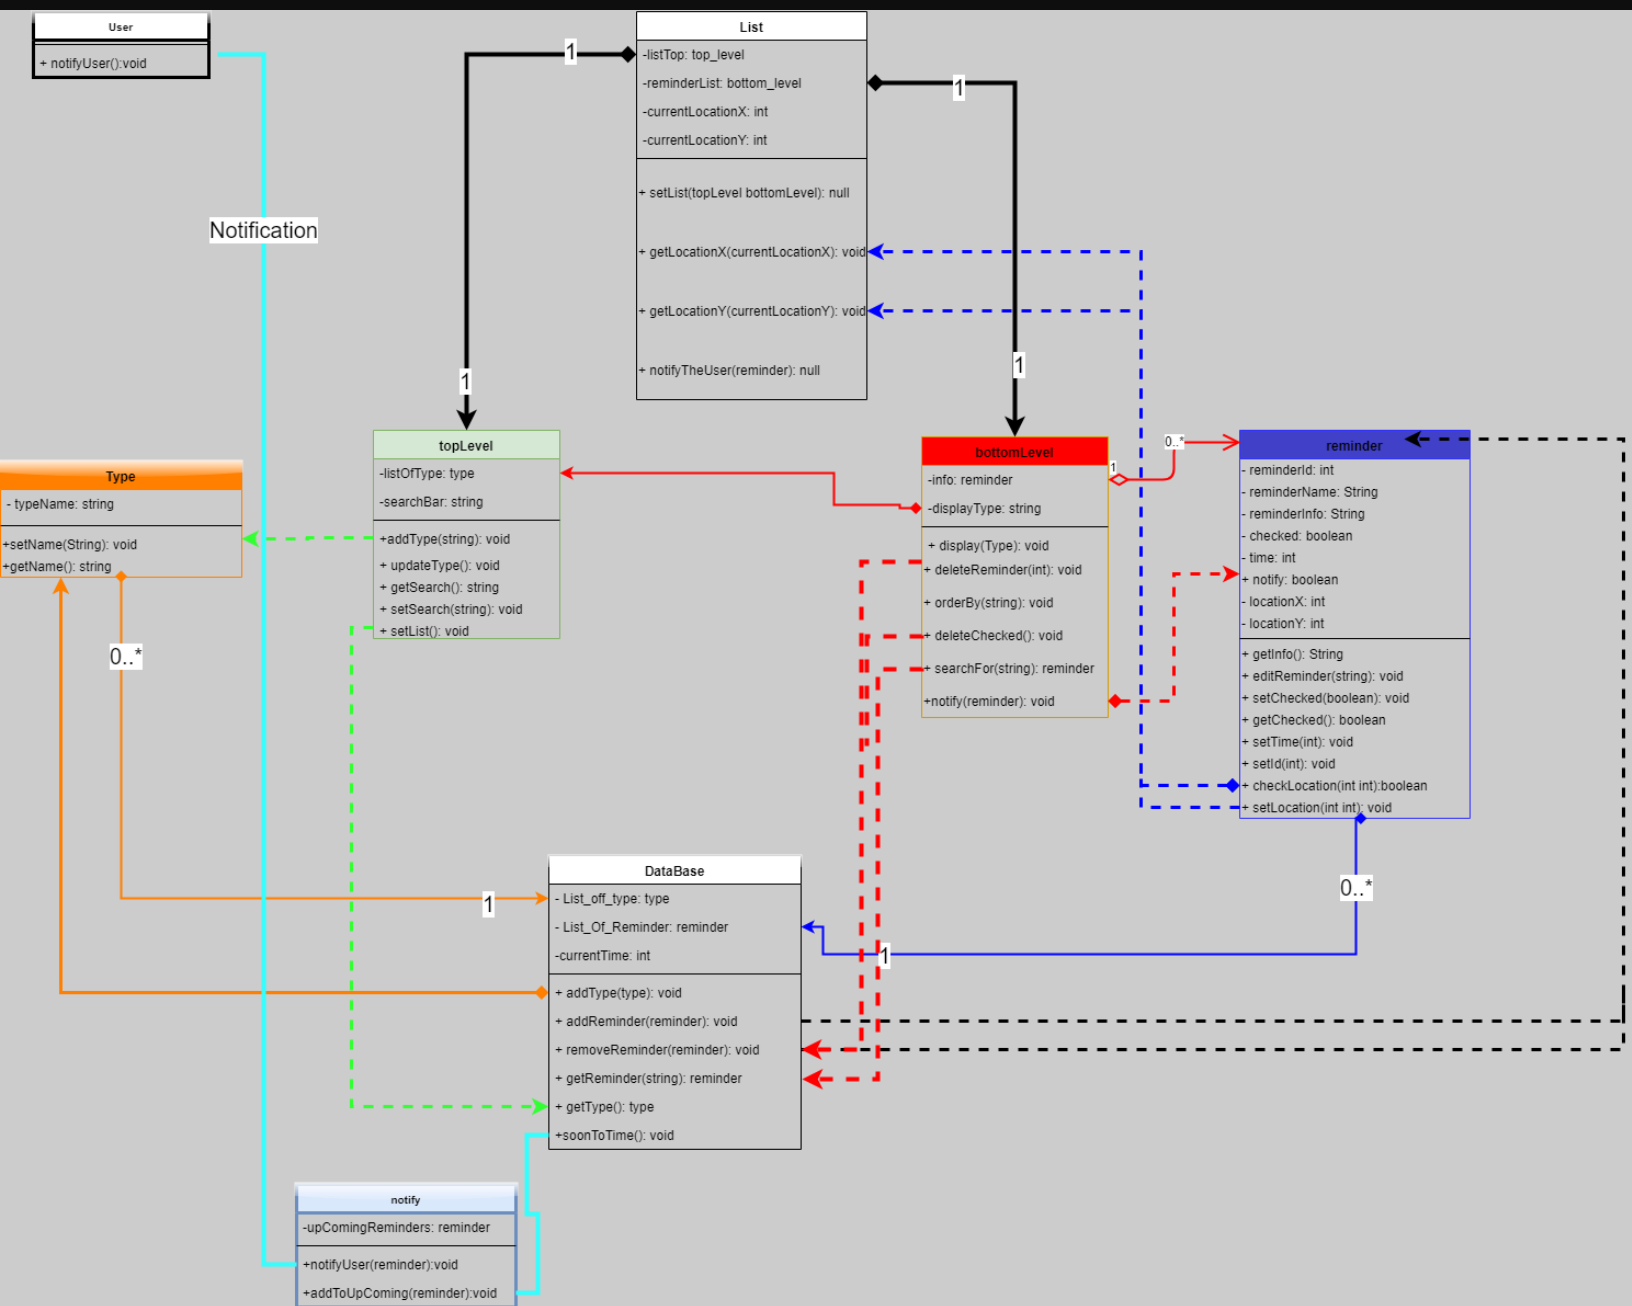 User
+ notifyUser():void
List
-listTop: top_level
-reminderList: bottom_level
-currentLocationX: int
-currentLocationY: int
+ setList(topLevel bottomLevel): null
+ getLocationX(currentLocationX): void
+ getLocationY(currentLocationY): void
+ notifyTheUser(reminder): null
1
1
1
1
Notification
Type
- typeName: string
+setName(String): void
+getName(): string
0..*
topLevel
-listOfType: type
-searchBar: string
+addType(string): void
+ updateType(): void
+ getSearch(): string
+ setSearch(string): void
+ setList(): void
bottomLevel
-info: reminder
-displayType: string
+ display(Type): void
+ deleteReminder(int): void
+ orderBy(string): void
+ deleteChecked(): void
+ searchFor(string): reminder
+notify(reminder): void
1
0..*
reminder
- reminderId: int
- reminderName: String
- reminderInfo: String
- checked: boolean
- time: int
+ notify: boolean
- locationX: int
- locationY: int
+ getInfo(): String
+ editReminder(string): void
+ setChecked(boolean): void
+ getChecked(): boolean
+ setTime(int): void
+ setId(int): void
+ checkLocation(int int):boolean
+ setLocation(int int): void
0..*
1
1
DataBase
- List_off_type: type
- List_Of_Reminder: reminder
-currentTime: int
+ addType(type): void
+ addReminder(reminder): void
+ removeReminder(reminder): void
+ getReminder(string): reminder
+ getType(): type
+soonToTime(): void
notify
-upComingReminders: reminder
+notifyUser(reminder):void
+addToUpComing(reminder):void